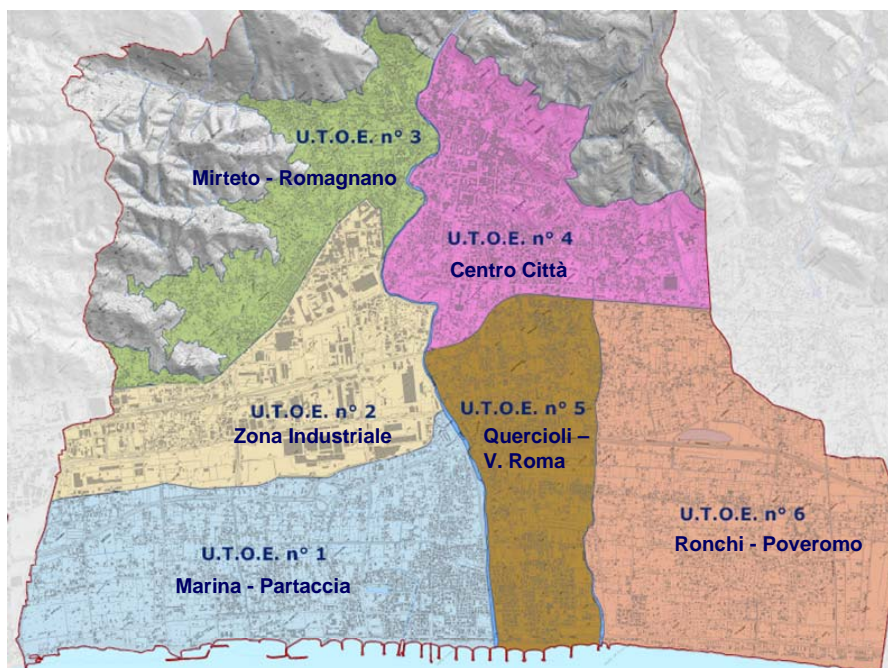 U.T.O.E. n° 3
Mirteto - Romagnano
U.T.O.E. n° 4
Centro Città
U.T.O.E. n° 2
Zona Industriale
U.T.O.E. n° 5
Quercioli –
V. Roma
U.T.O.E. n° 6
Ronchi - Poveromo
U.T.O.E. n° 1
Marina - Partaccia